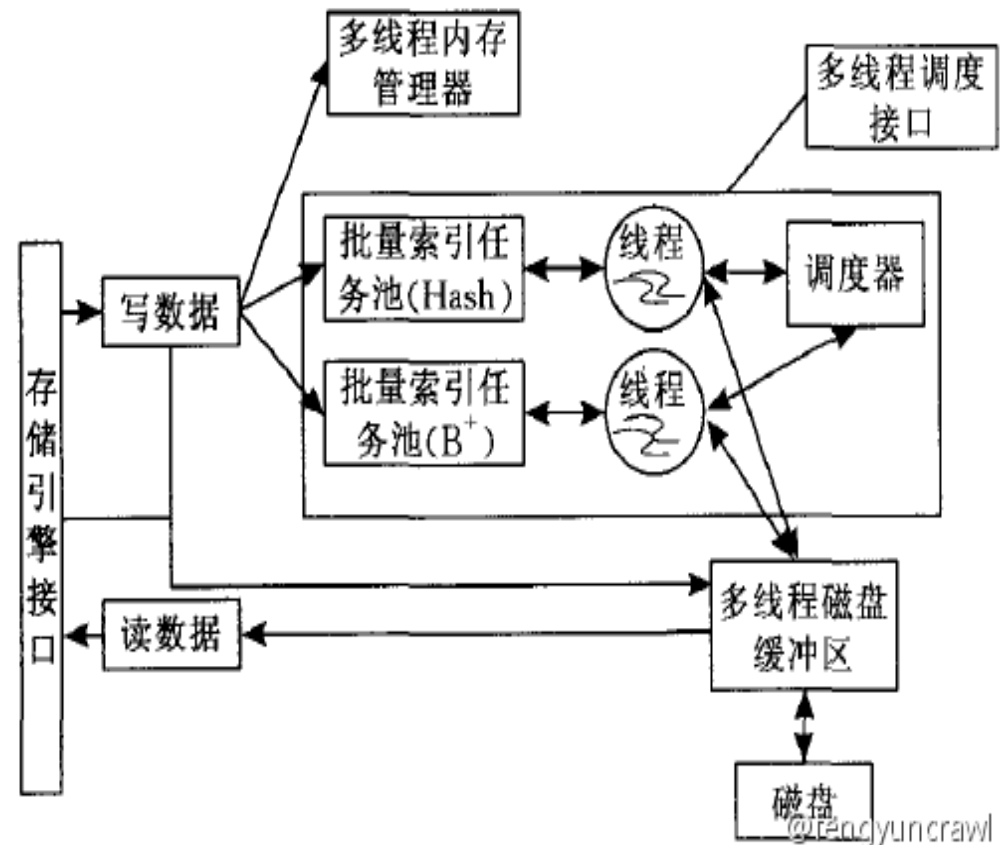 多线程内存
管理器
多线程调度
接口
批量索引任
务池(Hash)
线程
调度器
写数据
批量索引任
务池(B⁺)
线程
存
储
引
擎
接
口
多线程磁盘
缓冲区
读数据
磁盘
@tengyuncrawl